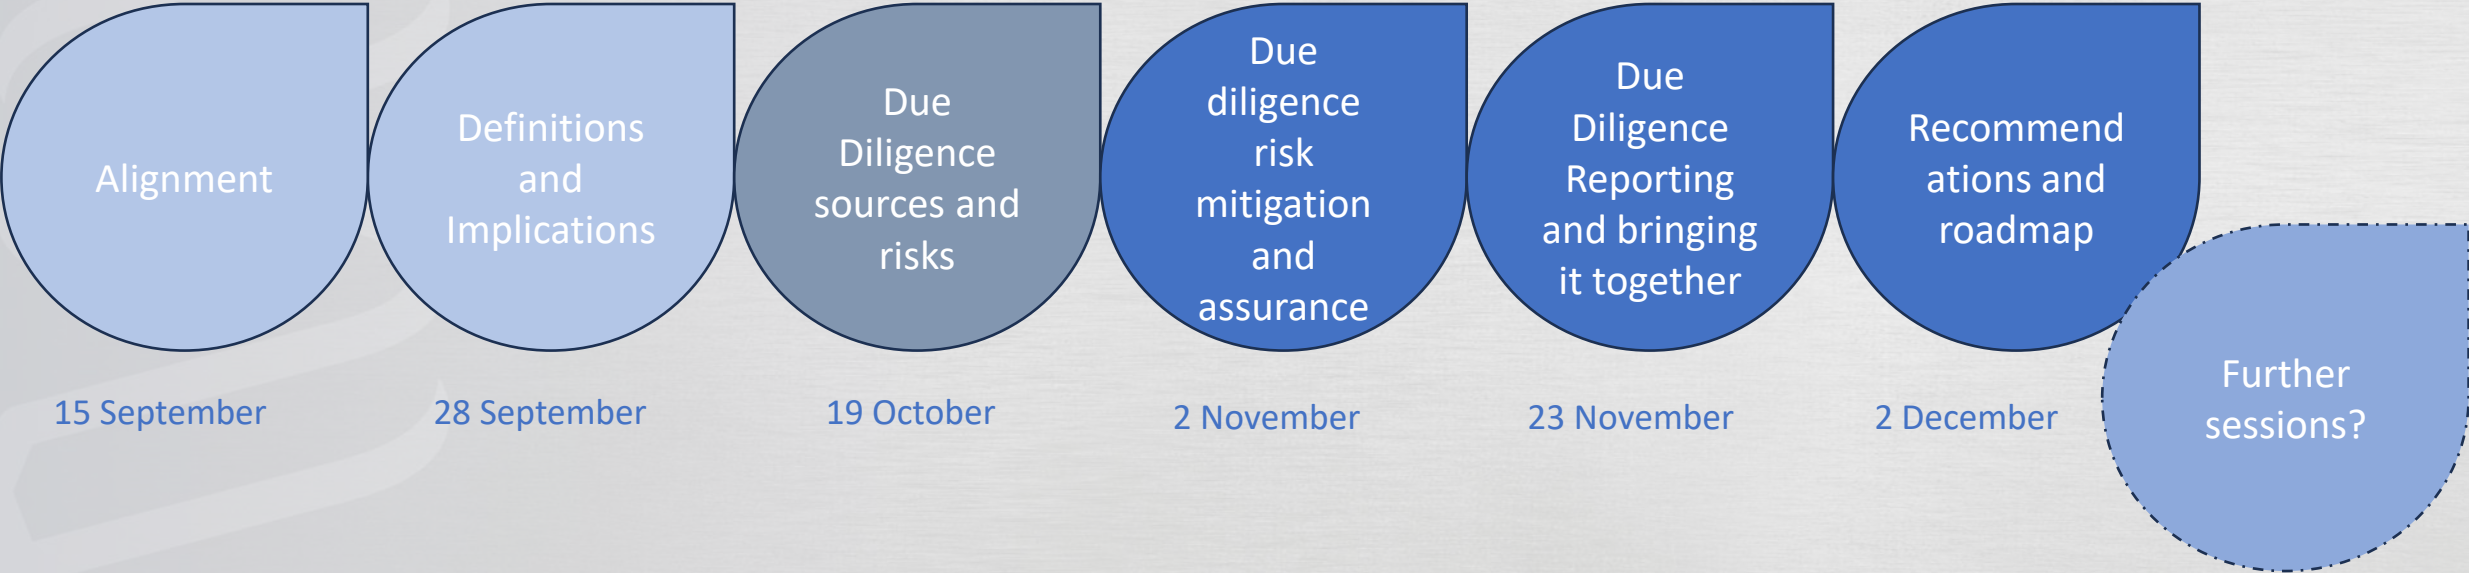 Alignment
Definitions
and
Implications
Due
Diligence
sources and
risks
Due
diligence
risk
mitigation
and
assurance
Due
Diligence
Reporting
and bringing
it together
Recommend
ations and
roadmap
Further
sessions?
15 September
28 September
19 October
2 November
23 November
2 December